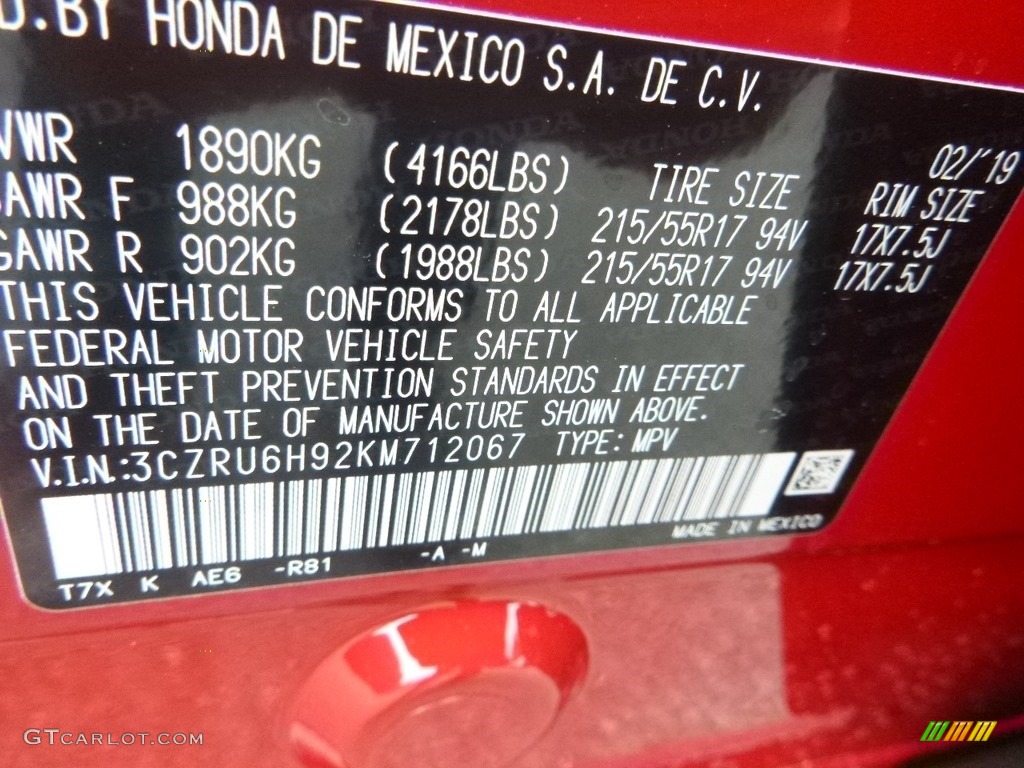 D.BY HONDA DE MEXICO S.A. DE C.V.
02/'19
VWR 1890KG (4166LBS) TIRE SIZE RIM SIZE
AWR F 988KG (2178LBS) 215/55R17 94V 17X7.5J
GAWR R 902KG (1988LBS) 215/55R17 94V 17X7.5J
THIS VEHICLE CONFORMS TO ALL APPLICABLE
FEDERAL MOTOR VEHICLE SAFETY
AND THEFT PREVENTION STANDARDS IN EFFECT
ON THE DATE OF MANUFACTURE SHOWN ABOVE.
V.I.N.:3CZRU6H92KM712067 TYPE: MPV
MADE IN MEXICO
T7X K AE6 -R81 -A -M
GTCARLOT.COM